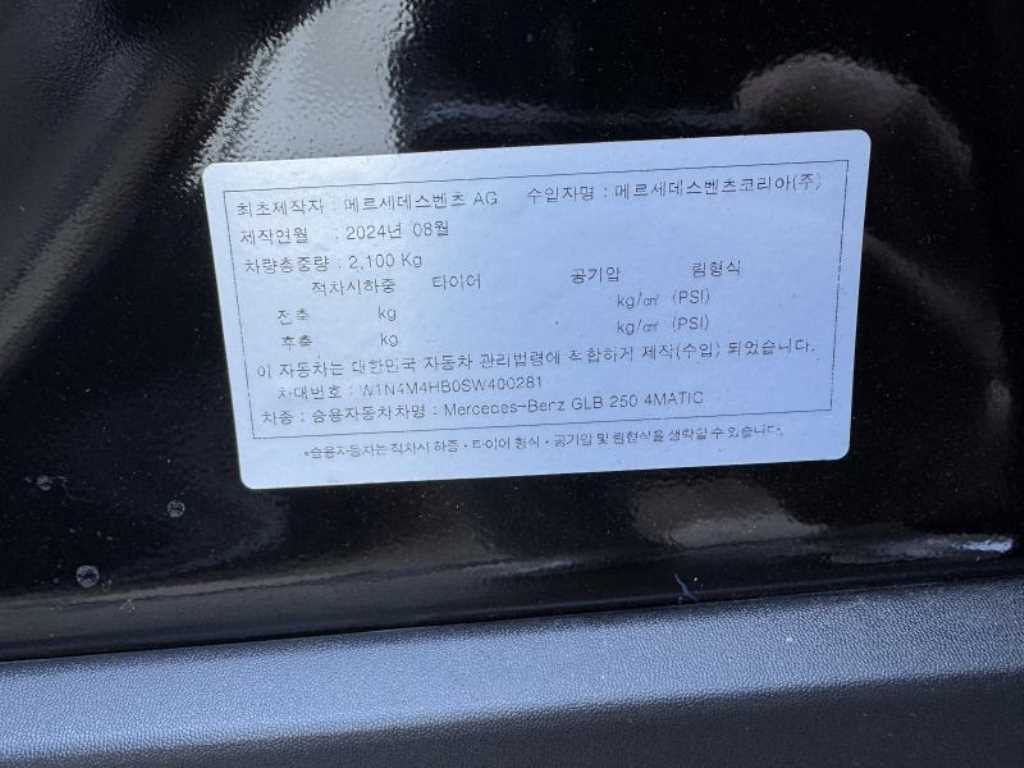 최초제작자 : 메르세데스벤츠 AG 수입자명 : 메르세데스벤츠코리아(주)
제작연월 : 2024년 08월
차량총중량 : 2,100 Kg
적차시하중 타이어 공기압 림형식
전축 kg kg/㎠ (PSI)
후축 kg kg/㎠ (PSI)
이 자동차는 대한민국 자동차 관리법령에 적합하게 제작(수입) 되었습니다.
차대번호 : W1N4M4HB0SW400281
차종 : 승용자동차차명 : Mercedes-Benz GLB 250 4MATIC
*승용자동차는 적차시 하중·타이어 형식·공기압 및 림형식을 생략할 수 있습니다.